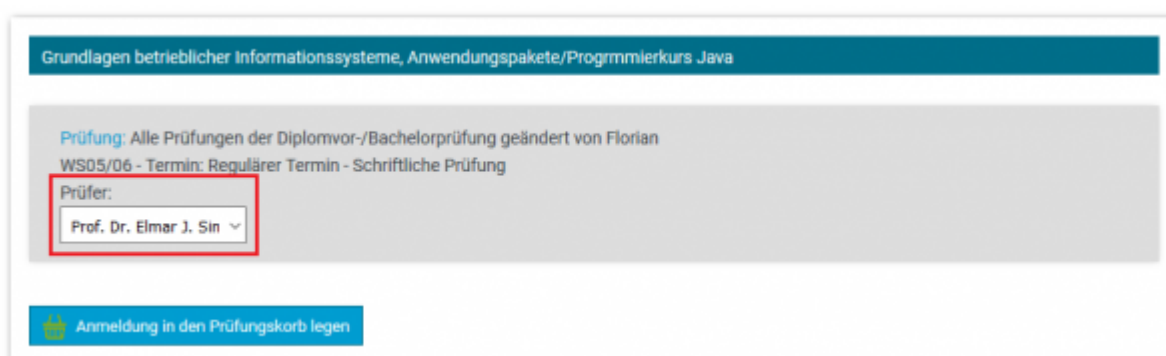 Grundlagen betrieblicher Informationssysteme, Anwendungspakete/Progrmmierkurs Java
Prüfung: Alle Prüfungen der Diplomvor-/Bachelorprüfung geändert von Florian
WS05/06 - Termin: Regulärer Termin - Schriftliche Prüfung
Prüfer:
Prof. Dr. Elmar J. Sin
Anmeldung in den Prüfungskorb legen